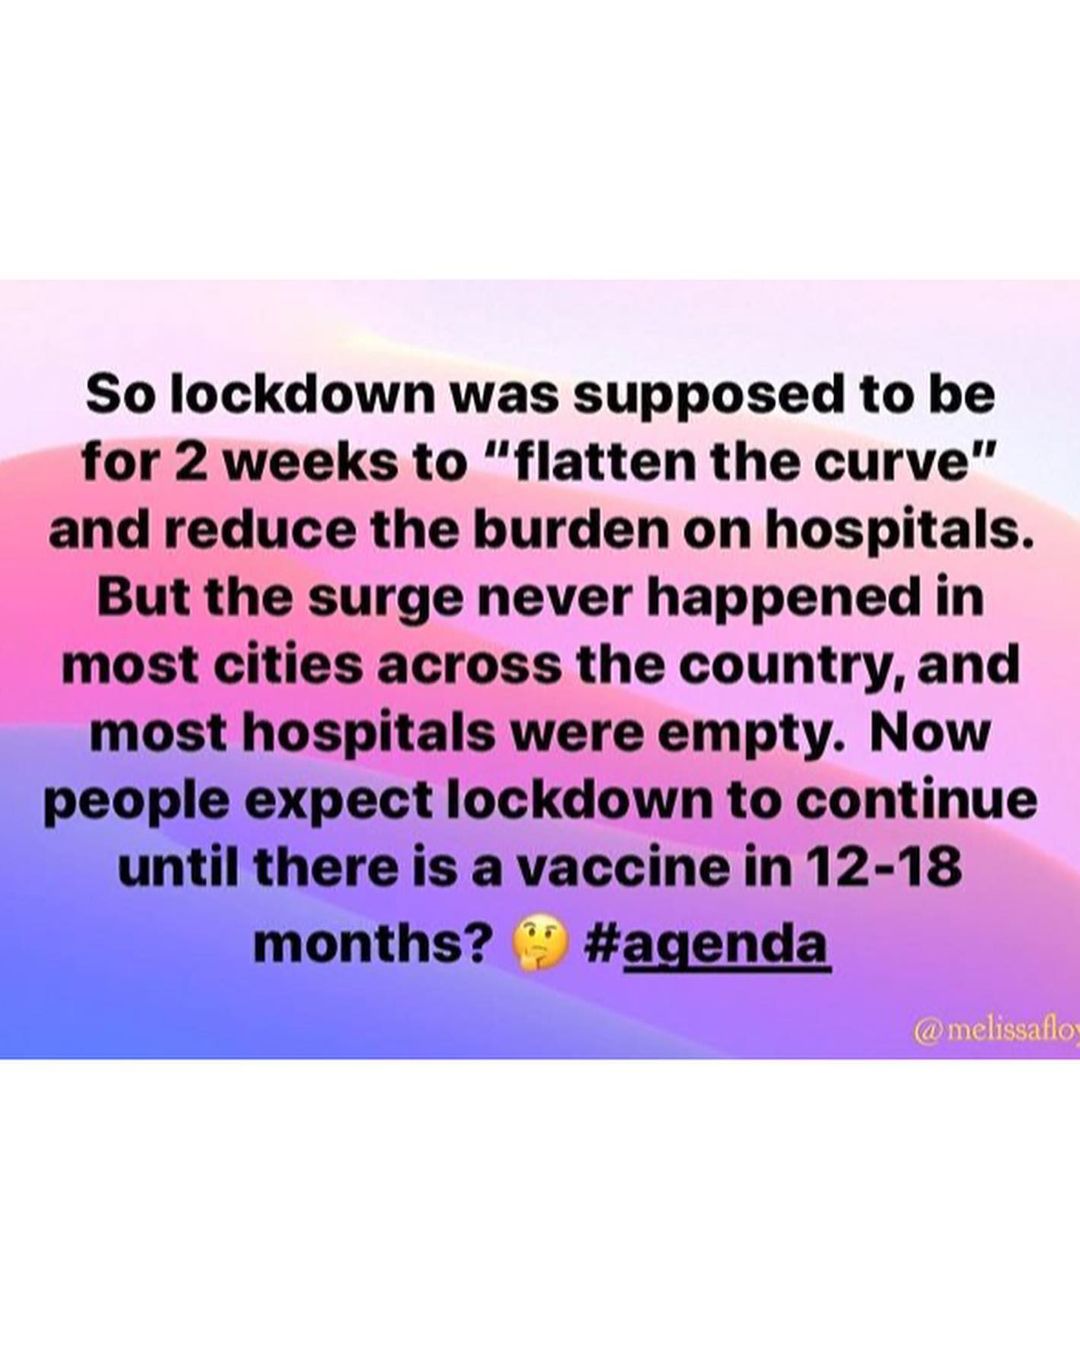 So lockdown was supposed to be
for 2 weeks to "flatten the curve"
and reduce the burden on hospitals.
But the surge never happened in
most cities across the country, and
most hospitals were empty. Now
people expect lockdown to continue
until there is a vaccine in 12-18
months? 🤔 #agenda
@melissafloy